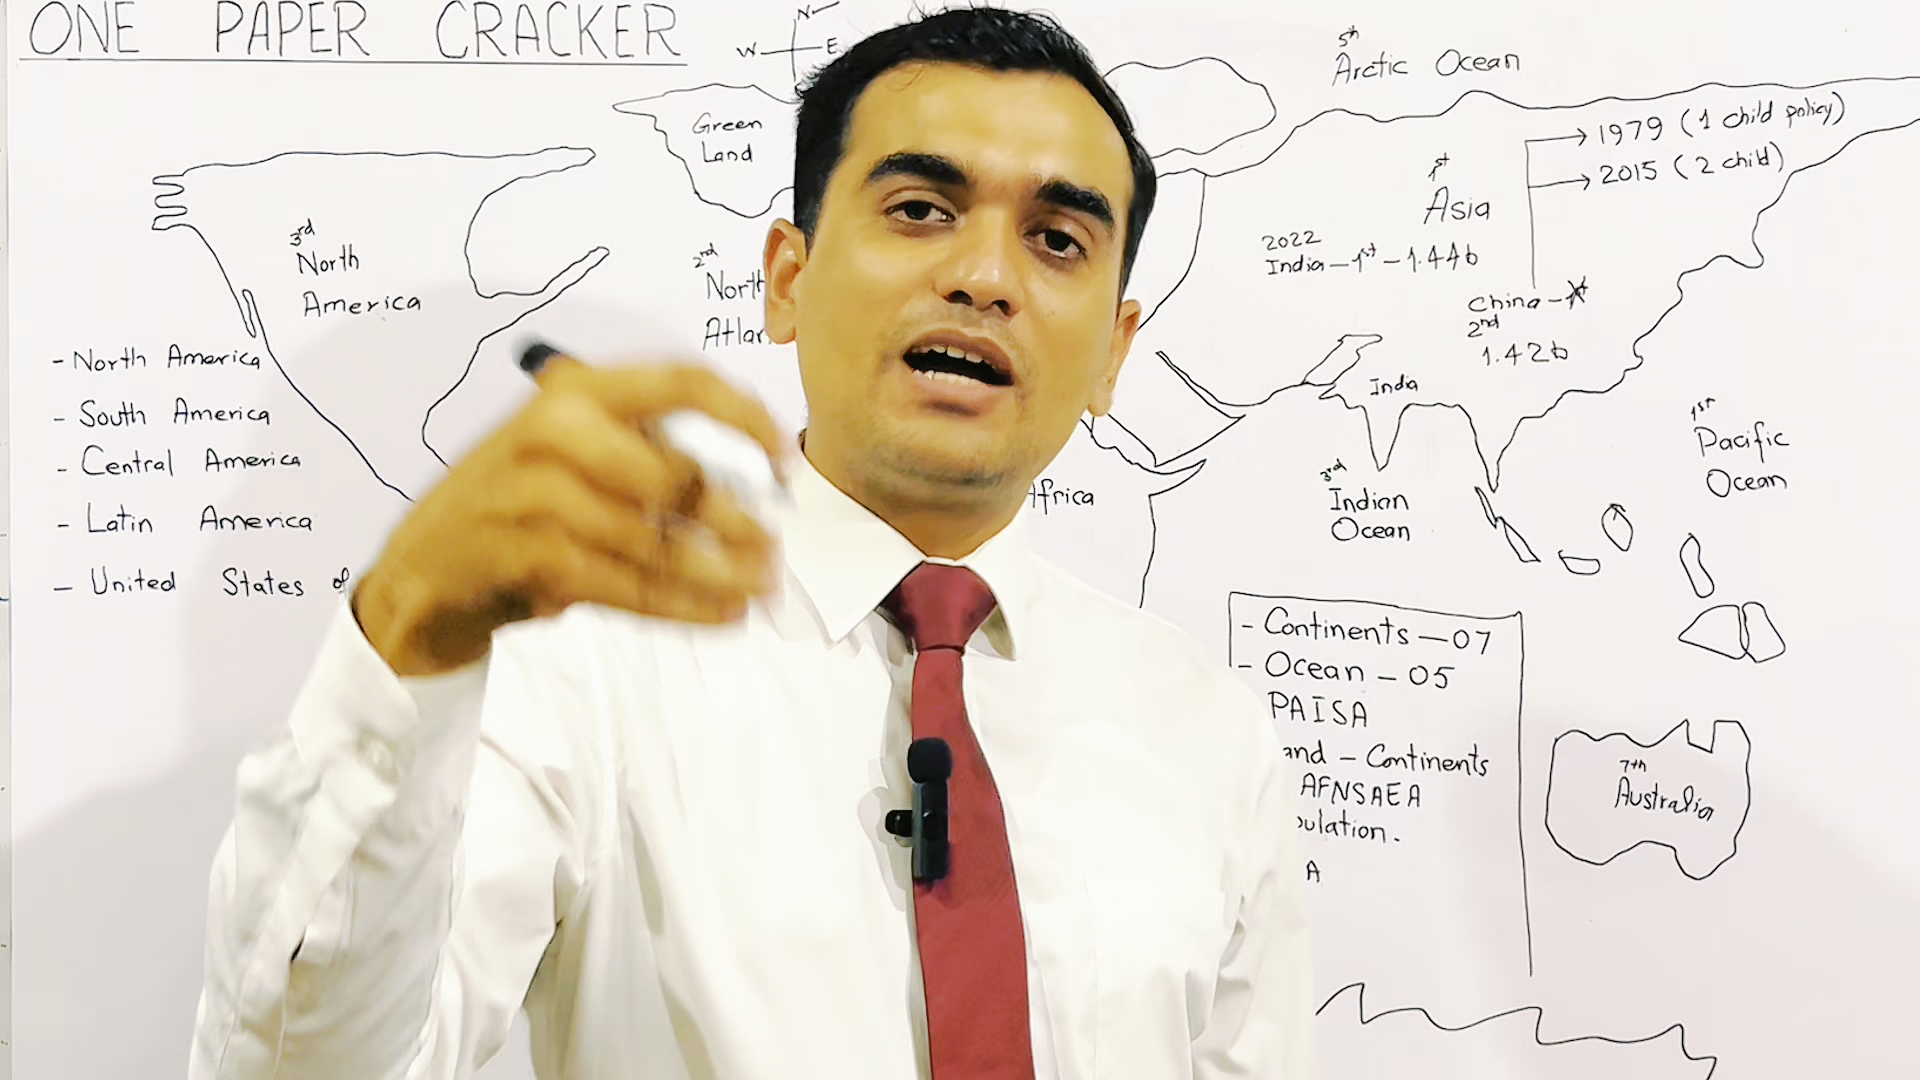 ONE PAPER CRACKER
N
W E
5th
Arctic Ocean
Green
Land
1979 (1 child policy)
2015 (2 child)
1st
Asia
3rd
North
America
2nd
North
2022
India - 1st - 1.44b
China - 1st
2nd
1.42b
- North America
- South America
- Central America
- Latin America
- United States of
India
1st
Pacific
Ocean
Africa
3rd
Indian
Ocean
- Continents - 07
- Ocean - 05
PAISA
and - Continents
AFNSAEA
ulation.
A
7th
Australia